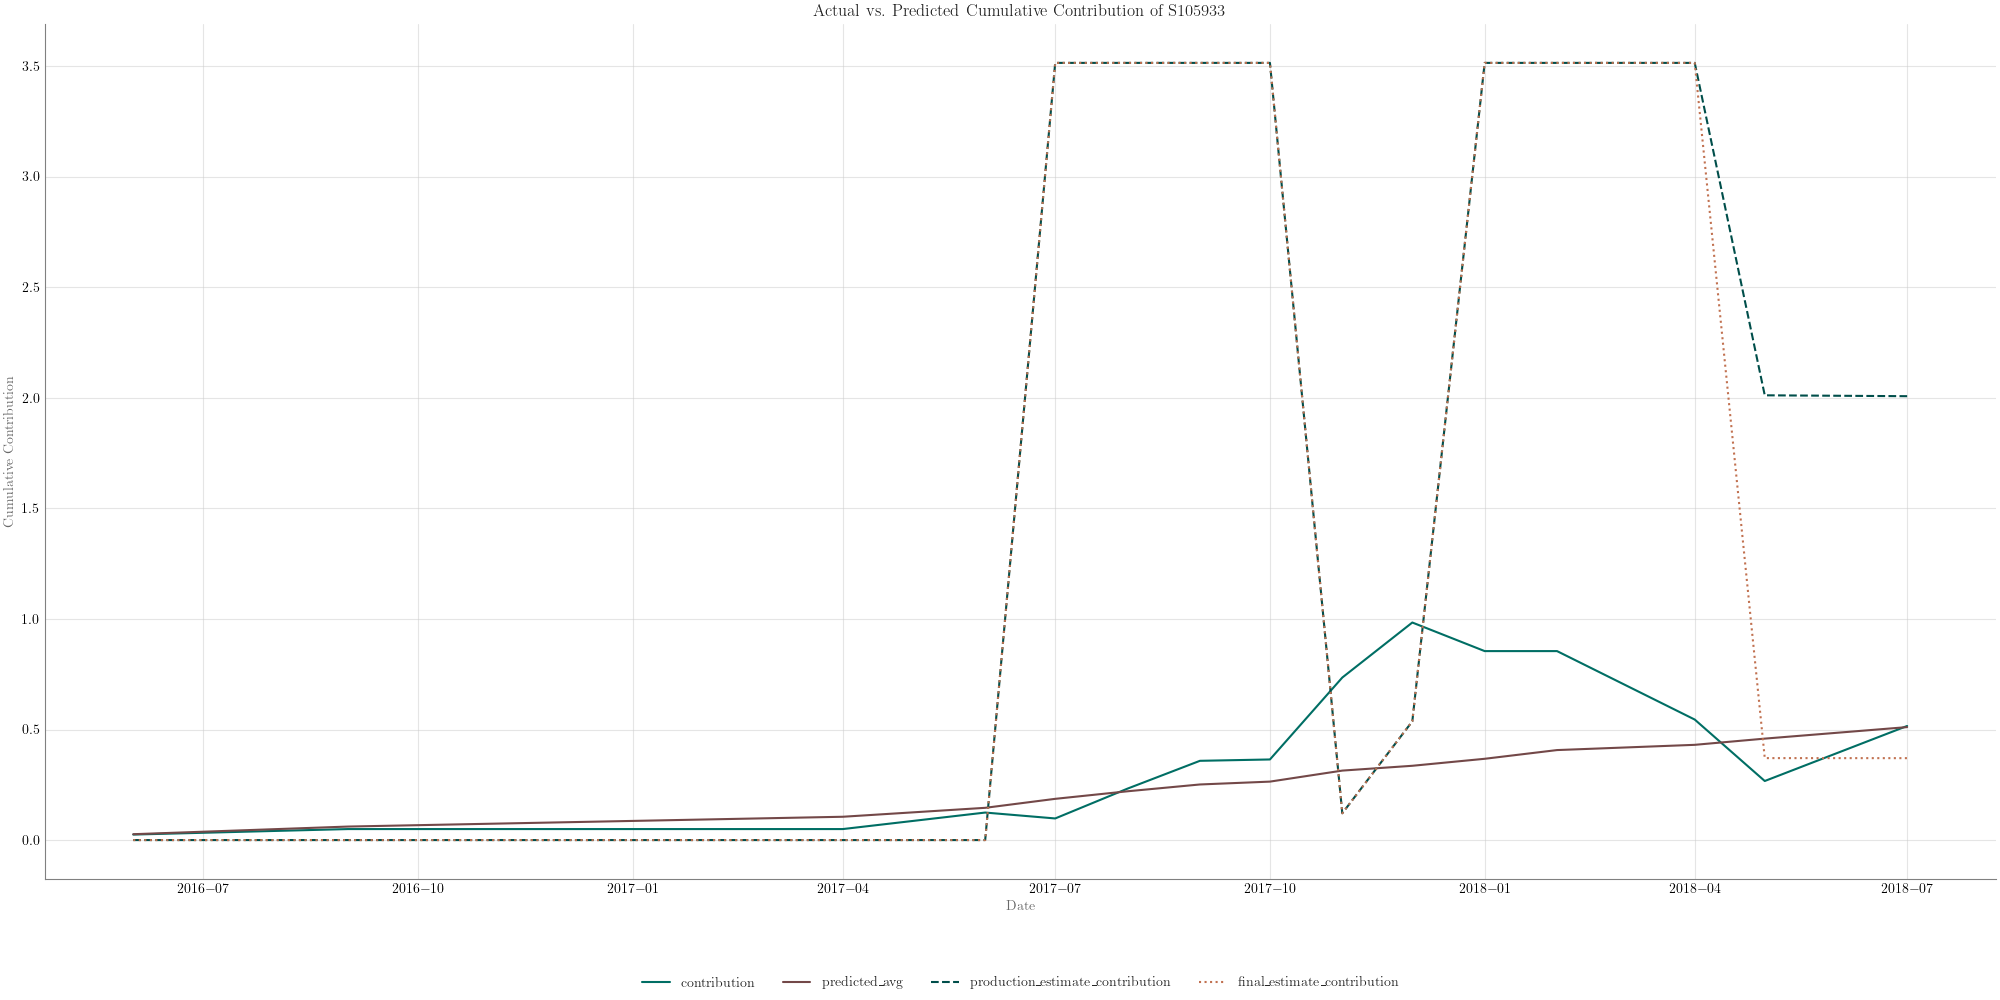 Actual vs. Predicted Cumulative Contribution of S105933
3.5
3.0
2.5
2.0
1.5
1.0
0.5
0.0
Cumulative Contribution
2016−07 2016−10 2017−01 2017−04 2017−07 2017−10 2018−01 2018−04 2018−07
Date
contribution predicted_avg production_estimate_contribution final_estimate_contribution